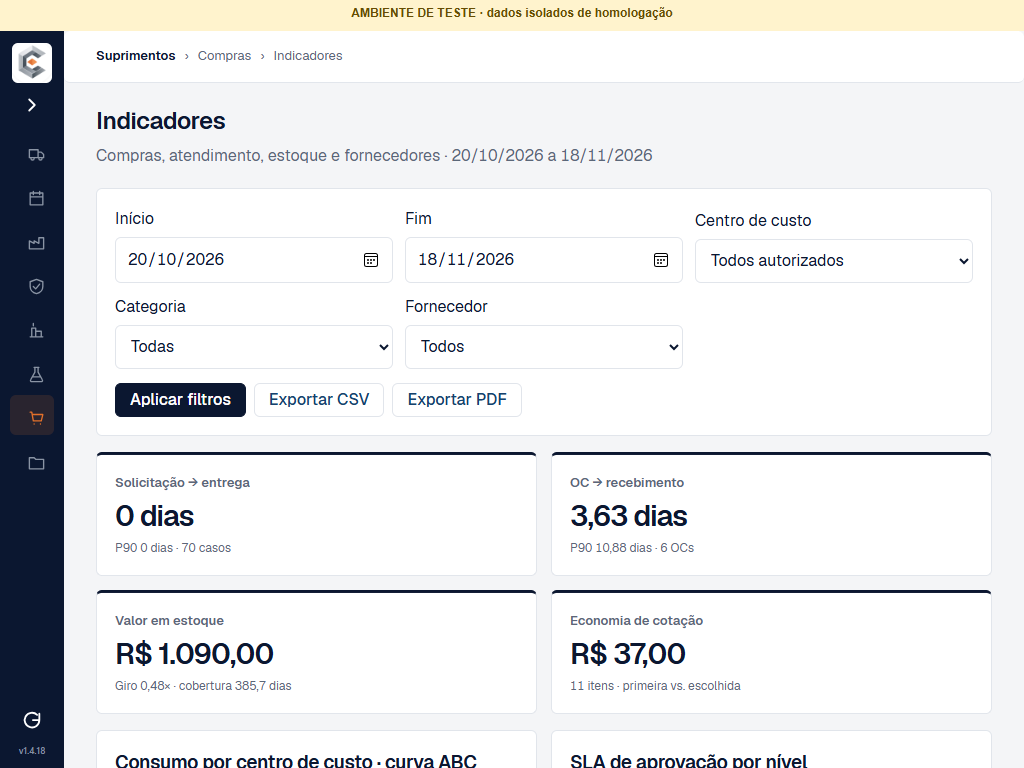 AMBIENTE DE TESTE · dados isolados de homologação
Suprimentos › Compras › Indicadores
Indicadores
Compras, atendimento, estoque e fornecedores · 20/10/2026 a 18/11/2026
Início
20/10/2026
Fim
18/11/2026
Centro de custo
Todos autorizados
Categoria
Todas
Fornecedor
Todos
Aplicar filtros
Exportar CSV
Exportar PDF
Solicitação → entrega
0 dias
P90 0 dias · 70 casos
OC → recebimento
3,63 dias
P90 10,88 dias · 6 OCs
Valor em estoque
R$ 1.090,00
Giro 0,48× · cobertura 385,7 dias
Economia de cotação
R$ 37,00
11 itens · primeira vs. escolhida
Consumo por centro de custo · curva ABC
SLA de aprovação por nível
v1.4.18